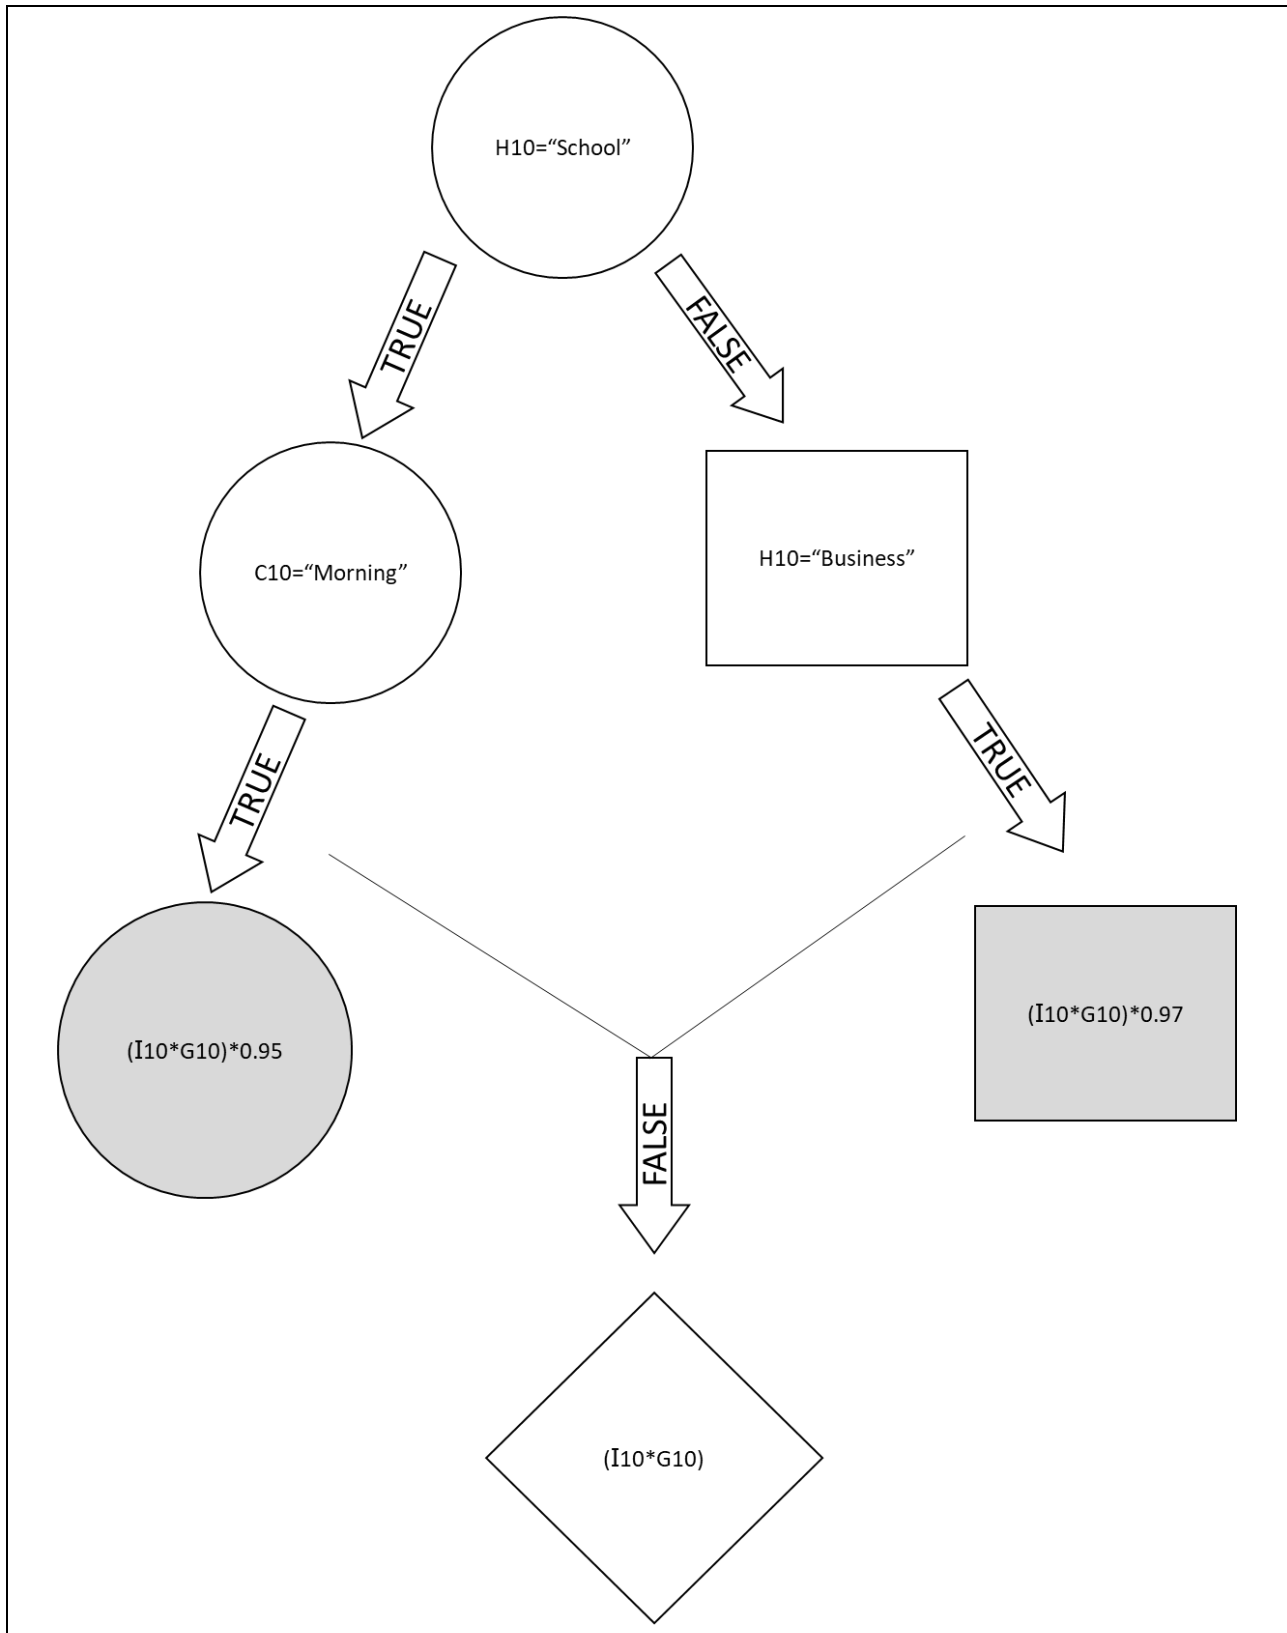 H10=“School”
TRUE
FALSE
C10=“Morning”
H10=“Business”
TRUE
TRUE
(I10*G10)*0.95
(I10*G10)*0.97
FALSE
(I10*G10)